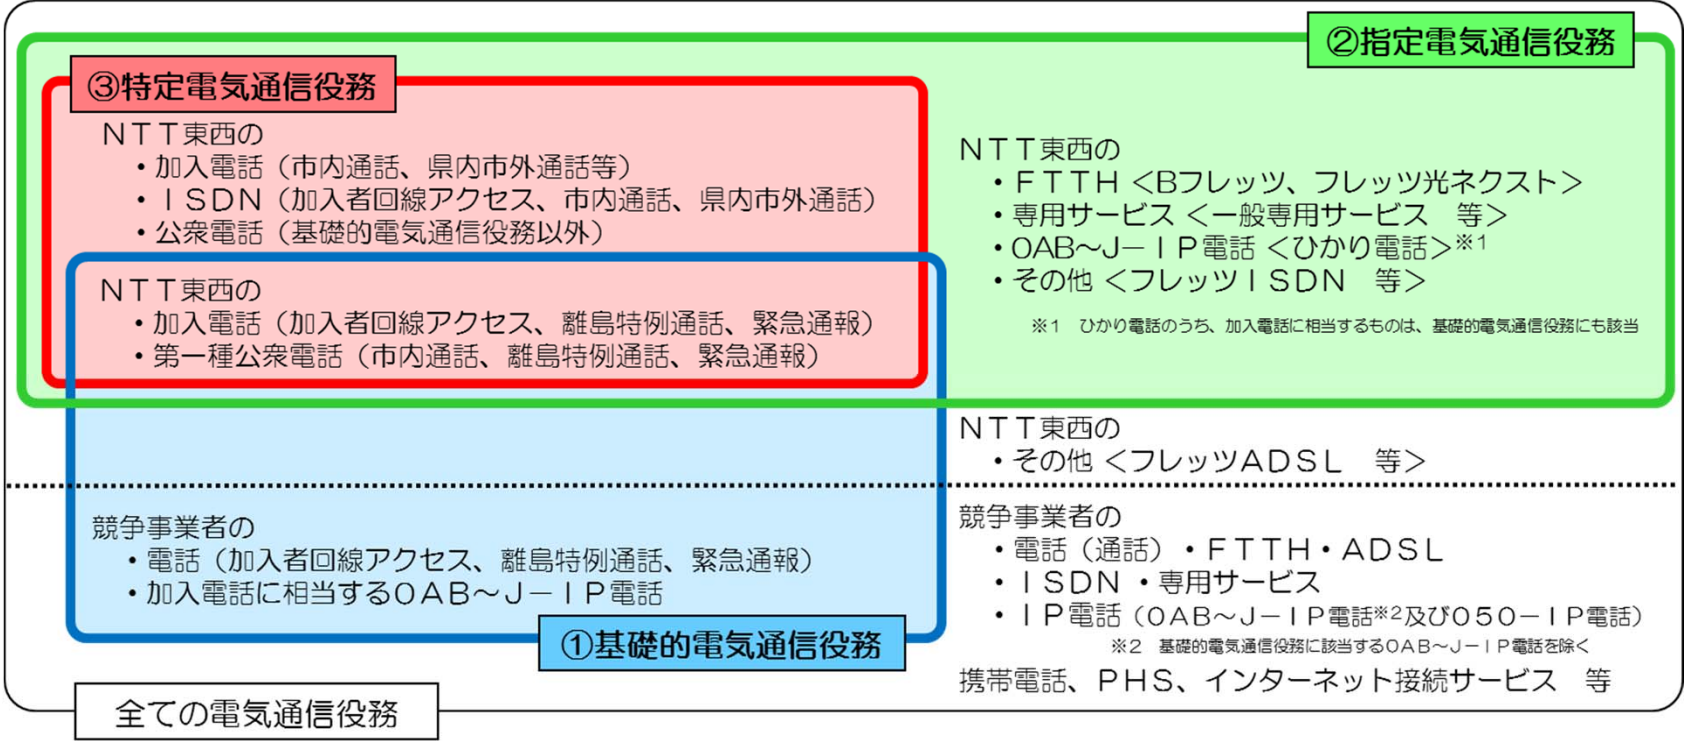 ②指定電気通信役務
③特定電気通信役務
ＮＴＴ東西の
・加入電話（市内通話、県内市外通話等）
・ＩＳＤＮ（加入者回線アクセス、市内通話、県内市外通話）
・公衆電話（基礎的電気通信役務以外）
ＮＴＴ東西の
・加入電話（加入者回線アクセス、離島特例通話、緊急通報）
・第一種公衆電話（市内通話、離島特例通話、緊急通報）
ＮＴＴ東西の
・ＦＴＴＨ＜Bフレッツ、フレッツ光ネクスト＞
・専用サービス＜一般専用サービス　等＞
・０AB～Ｊ－ＩＰ電話＜ひかり電話＞※1
・その他＜フレッツＩＳＤＮ　等＞
※１　ひかり電話のうち、加入電話に相当するものは、基礎的電気通信役務にも該当
ＮＴＴ東西の
・その他＜フレッツＡＤＳＬ　等＞
競争事業者の
・電話（加入者回線アクセス、離島特例通話、緊急通報）
・加入電話に相当する０ＡＢ～Ｊ－ＩＰ電話
①基礎的電気通信役務
競争事業者の
・電話（通話）・ＦＴＴＨ・ＡＤＳＬ
・ＩＳＤＮ・専用サービス
・ＩＰ電話（０ＡＢ～Ｊ－ＩＰ電話※2及び０５０－ＩＰ電話）
※２　基礎的電気通信役務に該当する０ＡＢ～Ｊ－ＩＰ電話を除く
携帯電話、ＰＨＳ、インターネット接続サービス　等
全ての電気通信役務